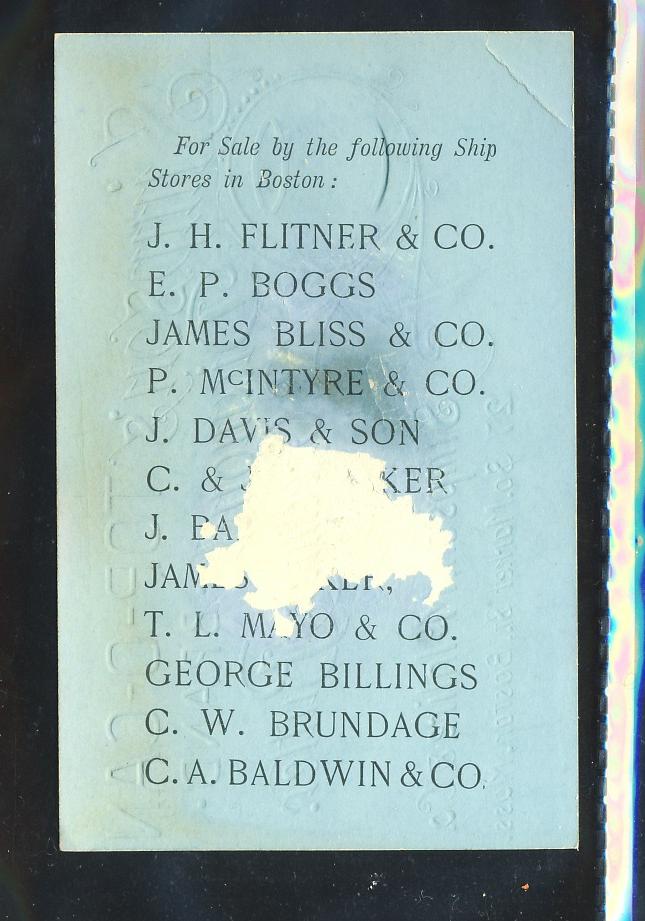 For Sale by the following Ship
Stores in Boston :
J. H. FLITNER & CO.
E. P. BOGGS
JAMES BLISS & CO.
P. McINTYRE & CO.
J. DAVIS & SON
C. &
J.
JAMES
T. L. MAYO & CO.
GEORGE BILLINGS
C. W. BRUNDAGE
C. A. BALDWIN & CO.